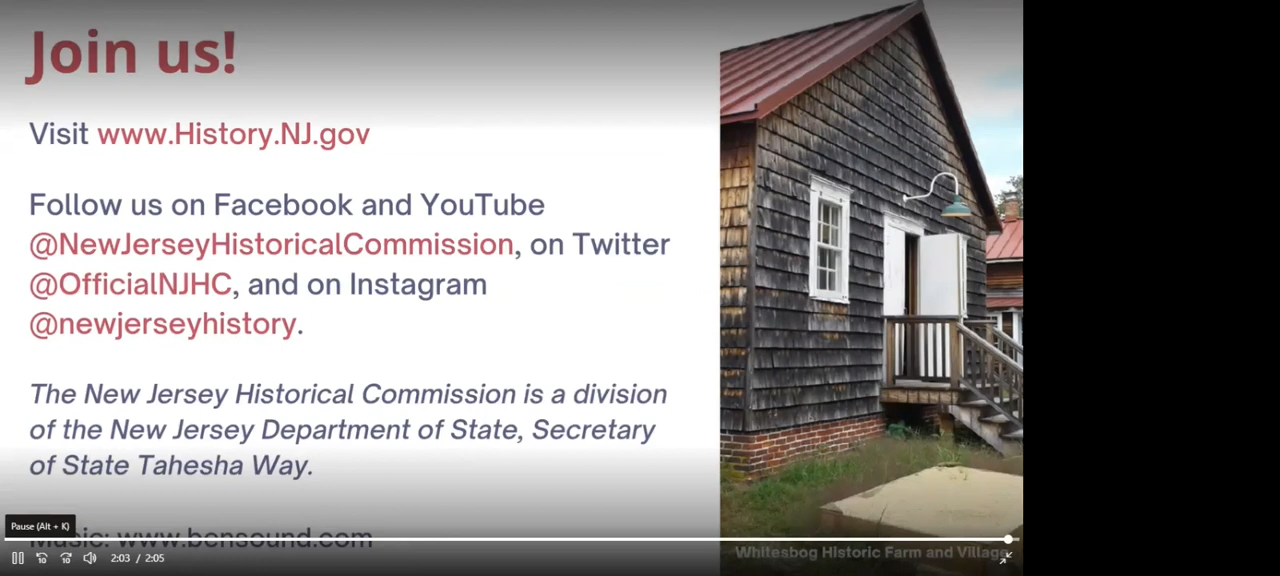 Join us!
Visit www.History.NJ.gov
Follow us on Facebook and YouTube
@NewJerseyHistoricalCommission, on Twitter
@OfficialNJHC, and on Instagram
@newjerseyhistory.
The New Jersey Historical Commission is a division
of the New Jersey Department of State, Secretary
of State Tahesha Way.
Pause (Alt + K)
Music: www.bensound.com
Whitesbog Historic Farm and Village
10 10 2:03 / 2:05